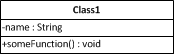 Class1
-name : String
+someFunction() : void